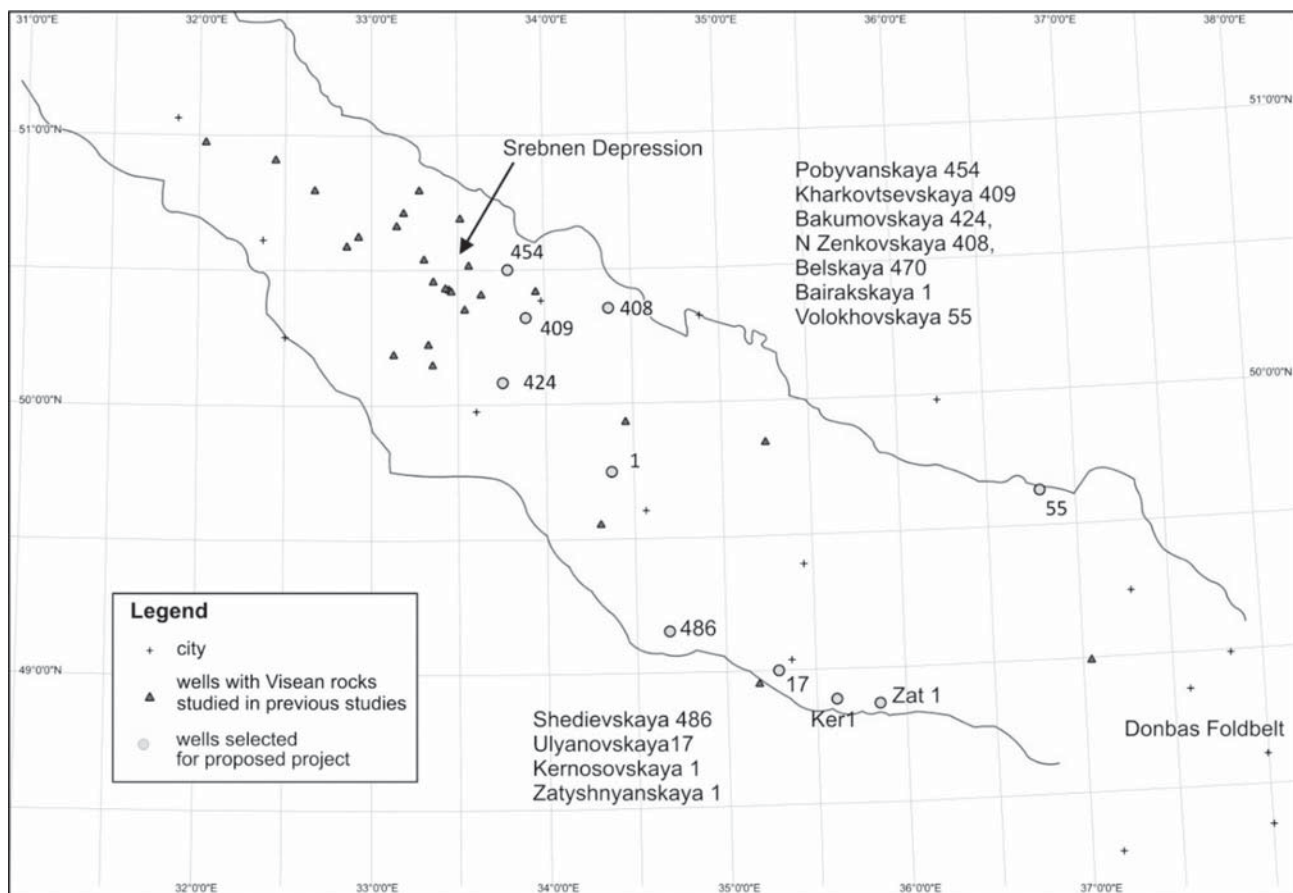 31°0'0"E
32°0'0"E
33°0'0"E
34°0'0"E
35°0'0"E
36°0'0"E
37°0'0"E
38°0'0"E
51°0'0"N
51°0'0"N
Srebnen Depression
Pobyvanskaya 454
Kharkovtsevskaya 409
Bakumovskaya 424,
N Zenkovskaya 408,
Belskaya 470
Bairakskaya 1
Volokhovskaya 55
454
408
409
424
50°0'0"N
50°0'0"N
1
55
486
17
Ker1
Zat 1
49°0'0"N
49°0'0"N
Donbas Foldbelt
Legend
city
wells with Visean rocks
studied in previous studies
wells selected
for proposed project
Shedievskaya 486
Ulyanovskaya17
Kernosovskaya 1
Zatyshnyanskaya 1
32°0'0"E
33°0'0"E
34°0'0"E
35°0'0"E
36°0'0"E
37°0'0"E